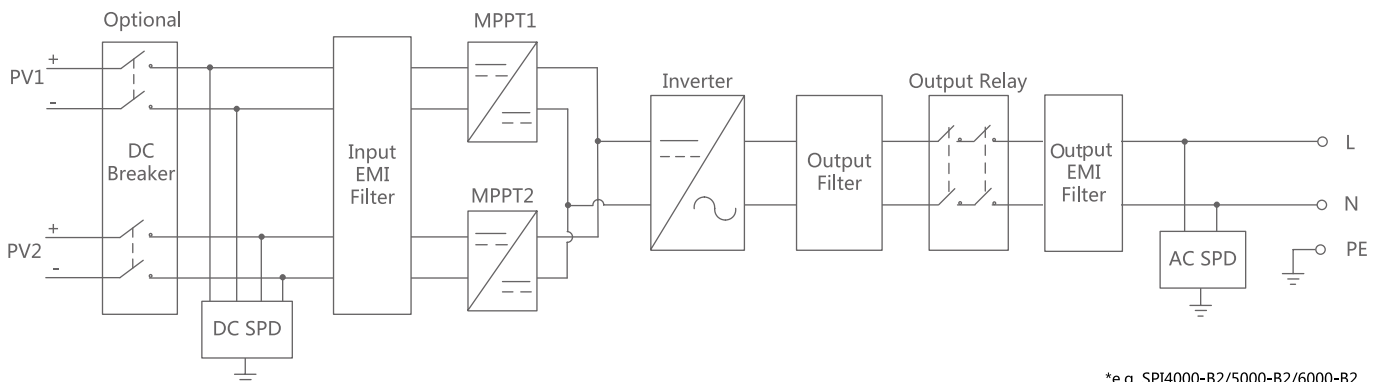 Optional
MPPT1
PV1
+
-
DC
Breaker
Input
EMI
Filter
Inverter
Output Relay
Output
Filter
Output
EMI
Filter
L
N
PE
MPPT2
PV2
+
-
DC SPD
AC SPD
*e.g. SPI4000-B2/5000-B2/6000-B2